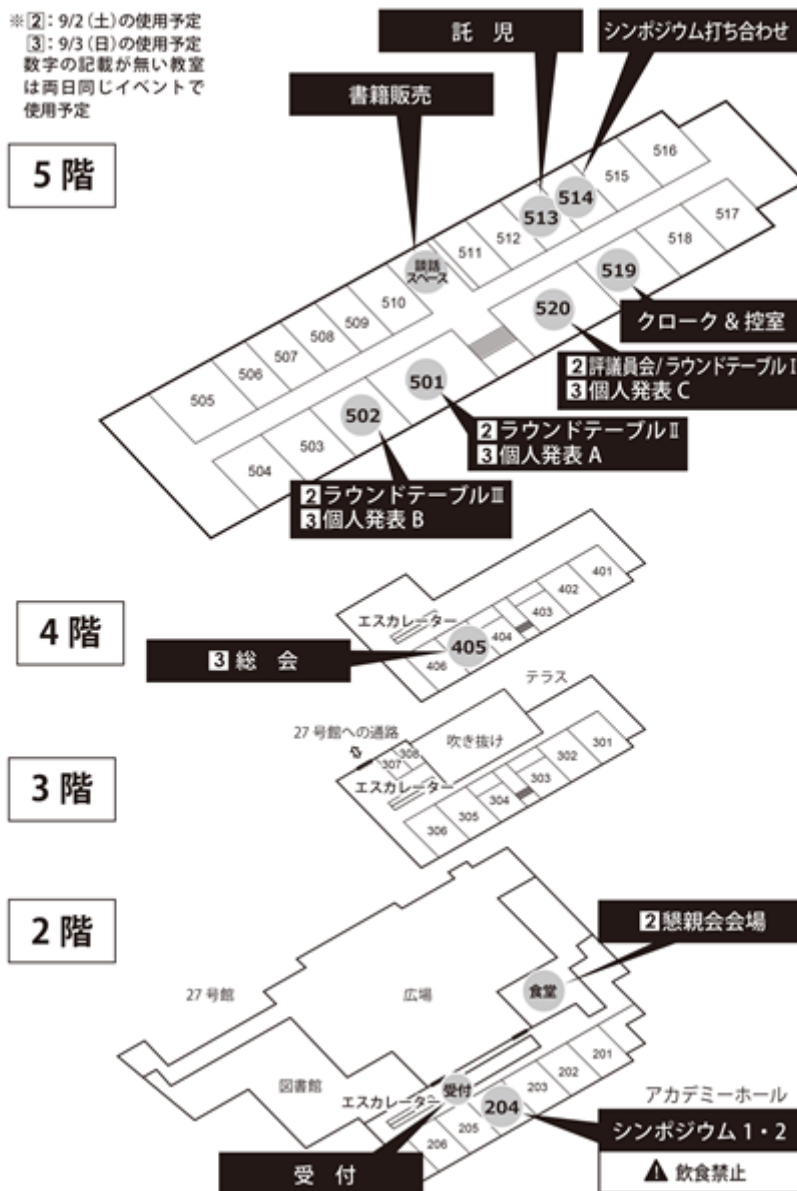 ※2：9/2（土）の使用予定
3：9/3（日）の使用予定
数字の記載が無い教室
は両日同じイベントで
使用予定
5 階
書籍販売
託 児
シンポジウム打ち合わせ
516
515
514
513
512
511
談話
スペース
510
509
508
507
506
505
517
518
519
520
501
502
503
504
クローク & 控室
2 評議員会/ラウンドテーブルⅠ
3 個人発表 C
2 ラウンドテーブルⅡ
3 個人発表 A
2 ラウンドテーブルⅢ
3 個人発表 B
4 階
エスカレーター
401
402
403
404
405
406
3 総 会
テラス
3 階
27 号館への通路
吹き抜け
308
307
エスカレーター
301
302
303
304
305
306
2 階
2 懇親会会場
食堂
27 号館
広場
図書館
エスカレーター
受付
201
202
203
204
205
206
アカデミーホール
シンポジウム 1・2
飲食禁止
受 付